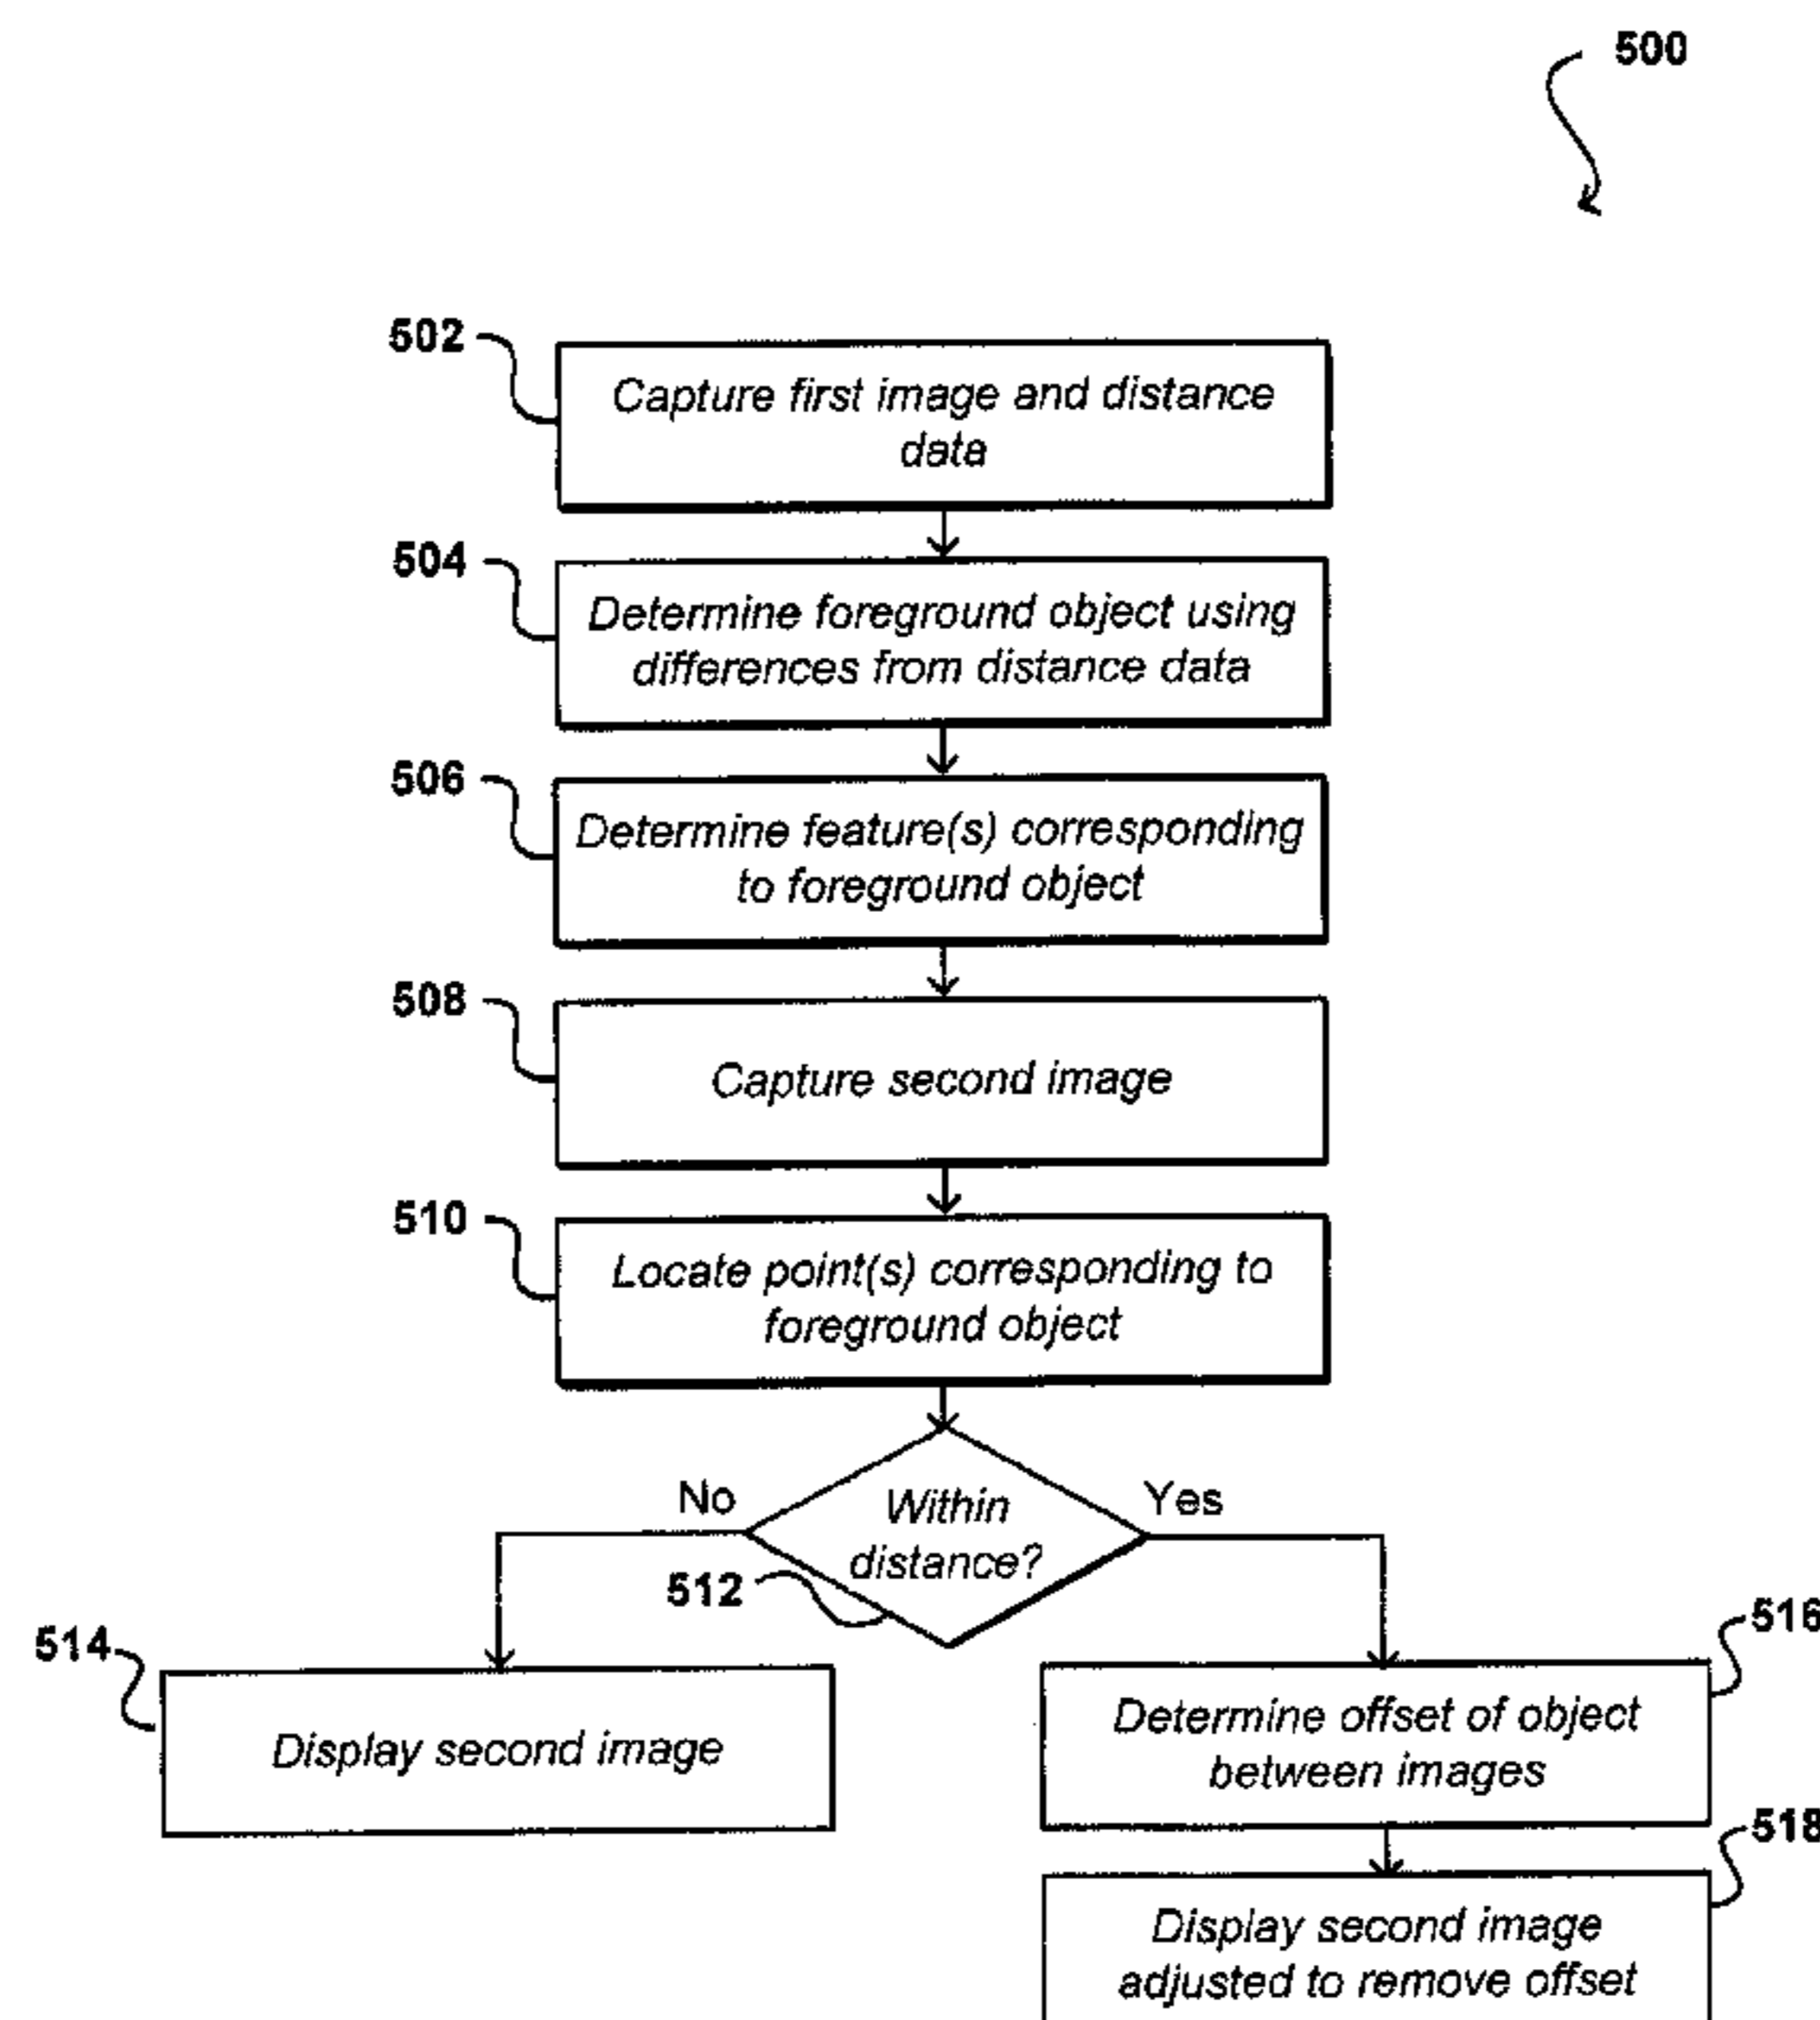 500
502
Capture first image and distance
data
504
Determine foreground object using
differences from distance data
506
Determine feature(s) corresponding
to foreground object
508
Capture second image
510
Locate point(s) corresponding to
foreground object
No
Yes
Within
distance?
512
514
Display second image
516
Determine offset of object
between images
518
Display second image
adjusted to remove offset